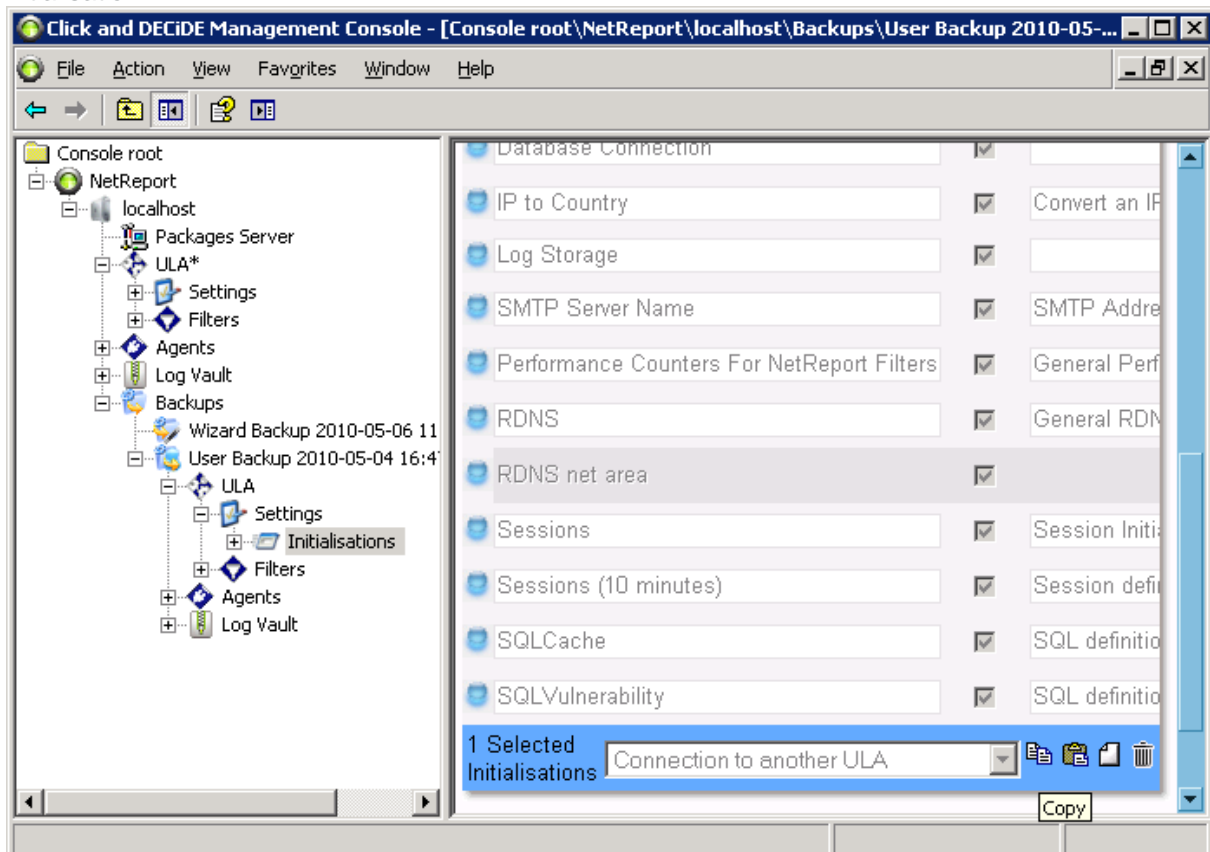 Click and DECiDE Management Console - [Console root\NetReport\localhost\Backups\User Backup 2010-05-...
File Action View Favorites Window Help
Console root
NetReport
localhost
Packages Server
ULA*
Settings
Filters
Agents
Log Vault
Backups
Wizard Backup 2010-05-06 11
User Backup 2010-05-04 16:4
ULA
Settings
Initialisations
Filters
Agents
Log Vault
Database Connection
IP to Country Convert an IP
Log Storage
SMTP Server Name SMTP Addre
Performance Counters For NetReport Filters General Perf
RDNS General RDN
RDNS net area
Sessions Session Initi
Sessions (10 minutes) Session defi
SQLCache SQL definitio
SQLVulnerability SQL definitio
1 Selected
Initialisations
Connection to another ULA
Copy